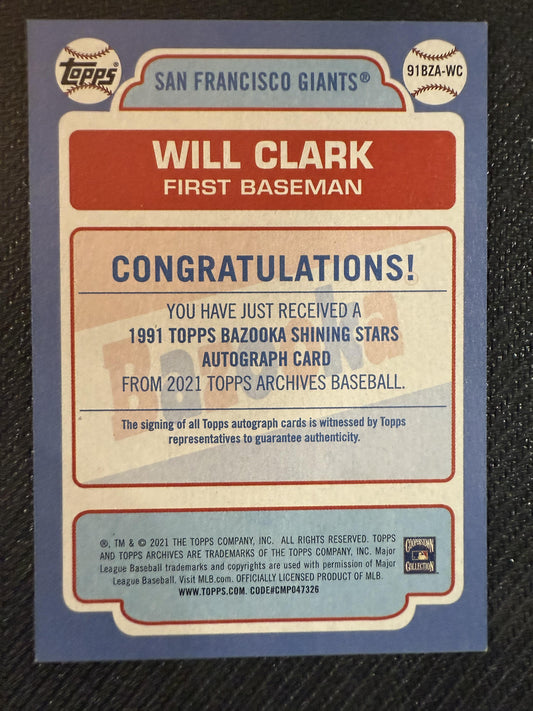 Topps
SAN FRANCISCO GIANTS®
91BZA-WC
WILL CLARK
FIRST BASEMAN
Bazooka
CONGRATULATIONS!
YOU HAVE JUST RECEIVED A
1991 TOPPS BAZOOKA SHINING STARS
AUTOGRAPH CARD
FROM 2021 TOPPS ARCHIVES BASEBALL.
The signing of all Topps autograph cards is witnessed by Topps
representatives to guarantee authenticity.
®, TM & © 2021 THE TOPPS COMPANY, INC. ALL RIGHTS RESERVED. TOPPS
AND TOPPS ARCHIVES ARE TRADEMARKS OF THE TOPPS COMPANY, INC. Major
League Baseball trademarks and copyrights are used with permission of Major
League Baseball. Visit MLB.com. OFFICIALLY LICENSED PRODUCT OF MLB.
WWW.TOPPS.COM. CODE#CMP047326
COOPERSTOWN
COLLECTION